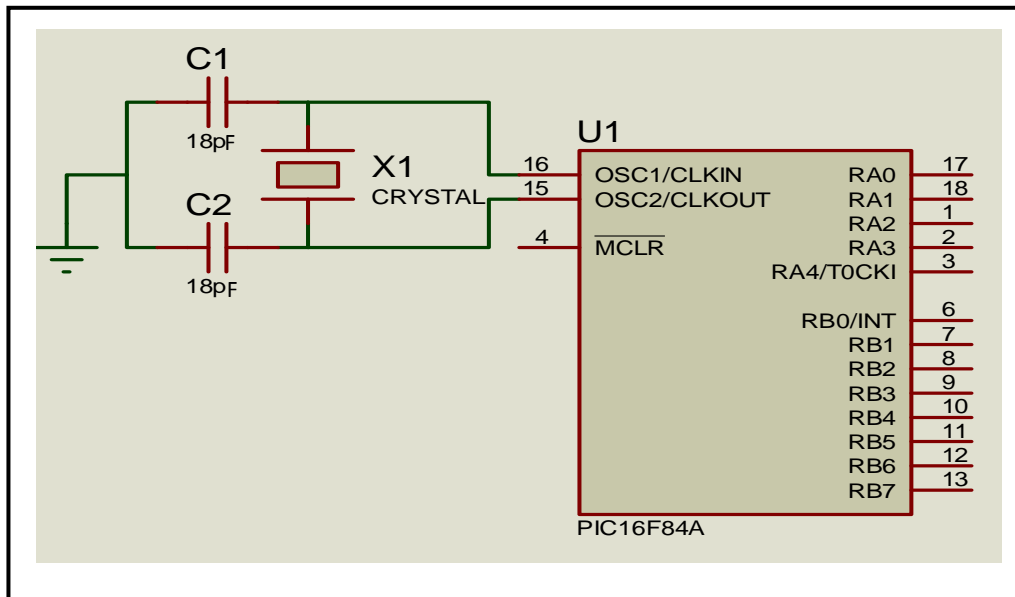 C1
18pF
X1
CRYSTAL
C2
18pF
U1
16 OSC1/CLKIN RA0 17
15 OSC2/CLKOUT RA1 18
RA2 1
4 MCLR RA3 2
RA4/T0CKI 3
RB0/INT 6
RB1 7
RB2 8
RB3 9
RB4 10
RB5 11
RB6 12
RB7 13
PIC16F84A